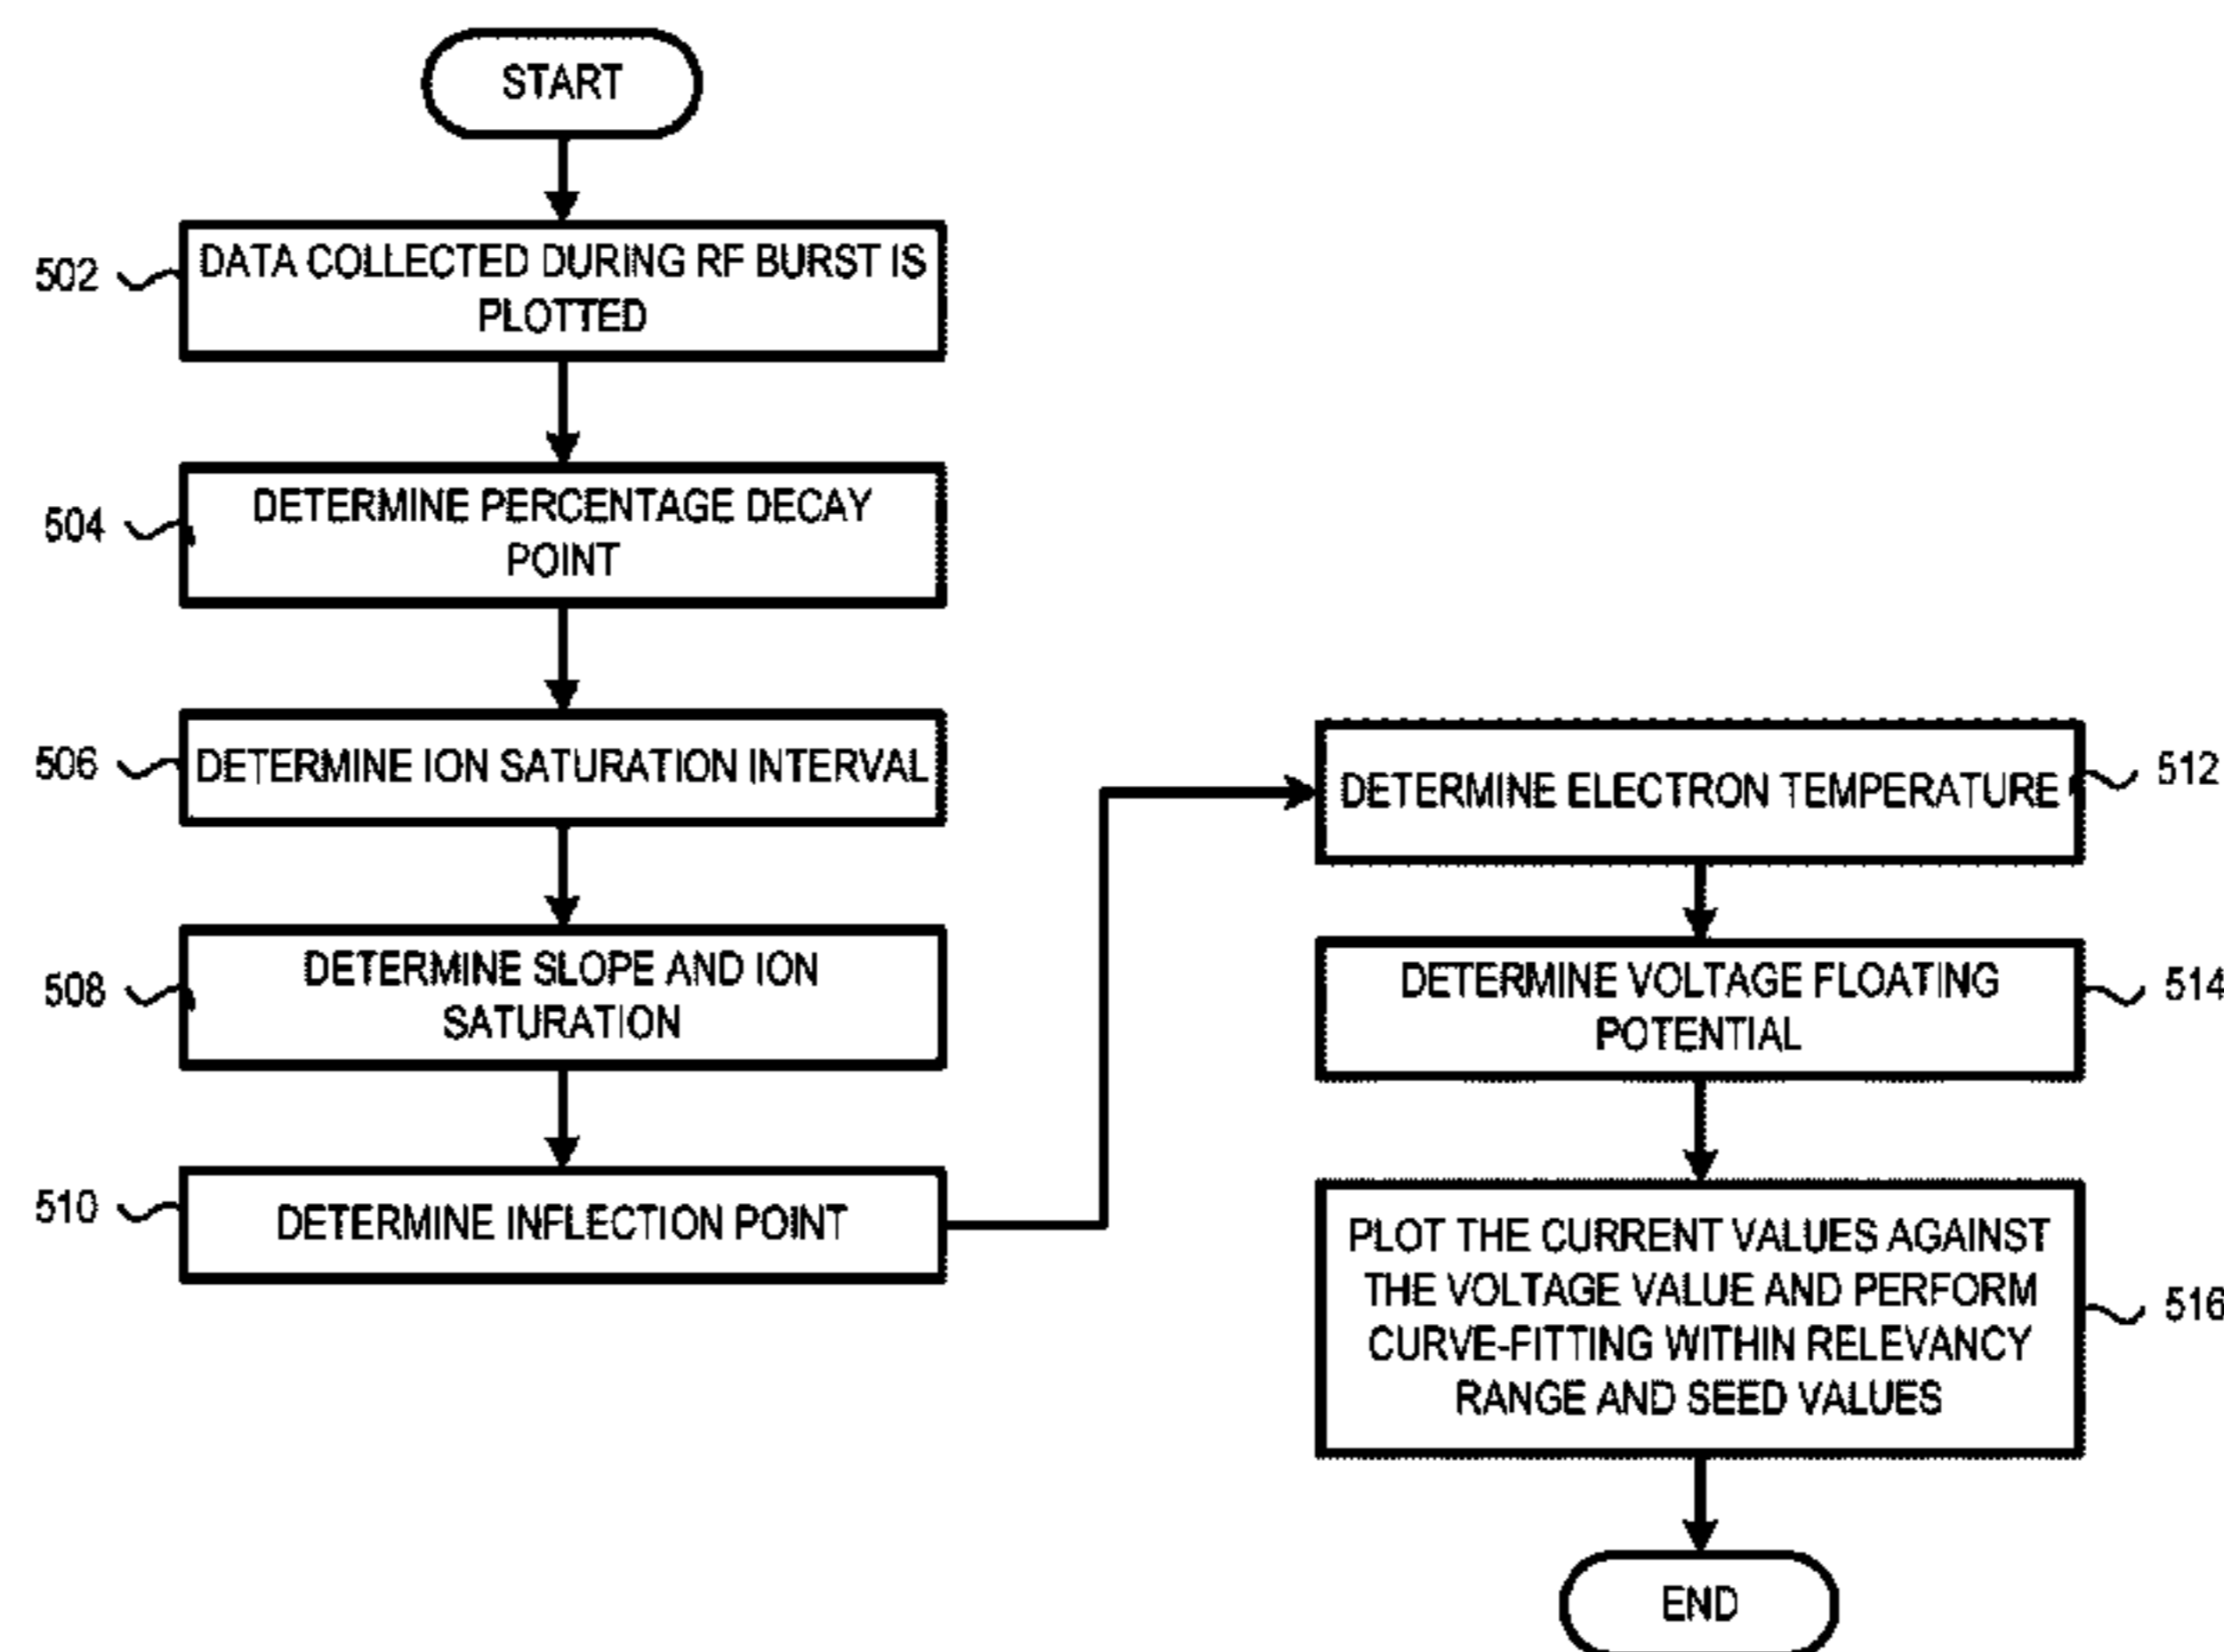 START
502
DATA COLLECTED DURING RF BURST IS
PLOTTED
504
DETERMINE PERCENTAGE DECAY
POINT
506
DETERMINE ION SATURATION INTERVAL
508
DETERMINE SLOPE AND ION
SATURATION
510
DETERMINE INFLECTION POINT
DETERMINE ELECTRON TEMPERATURE
512
DETERMINE VOLTAGE FLOATING
POTENTIAL
514
PLOT THE CURRENT VALUES AGAINST
THE VOLTAGE VALUE AND PERFORM
CURVE-FITTING WITHIN RELEVANCY
RANGE AND SEED VALUES
516
END